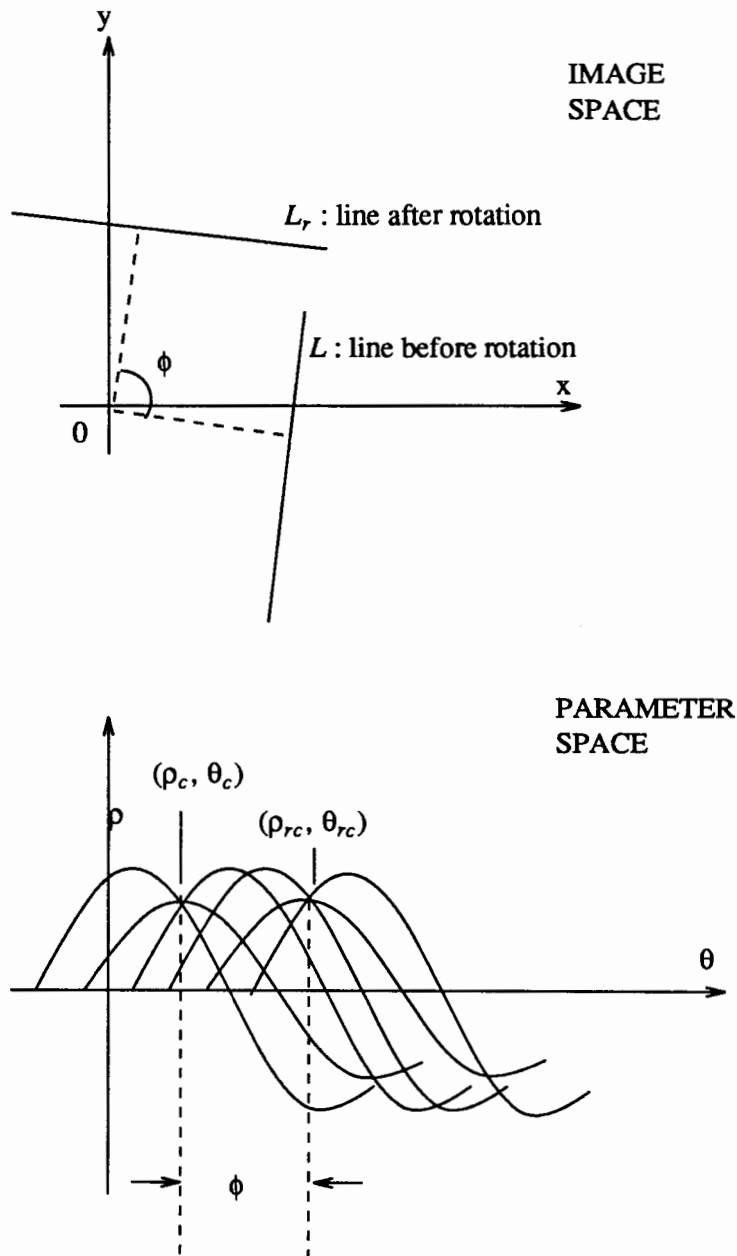 y
IMAGE
SPACE
L_r : line after rotation
L : line before rotation
ϕ
x
0
PARAMETER
SPACE
(ρ_c, θ_c)
ρ
(ρ_rc, θ_rc)
θ
ϕ